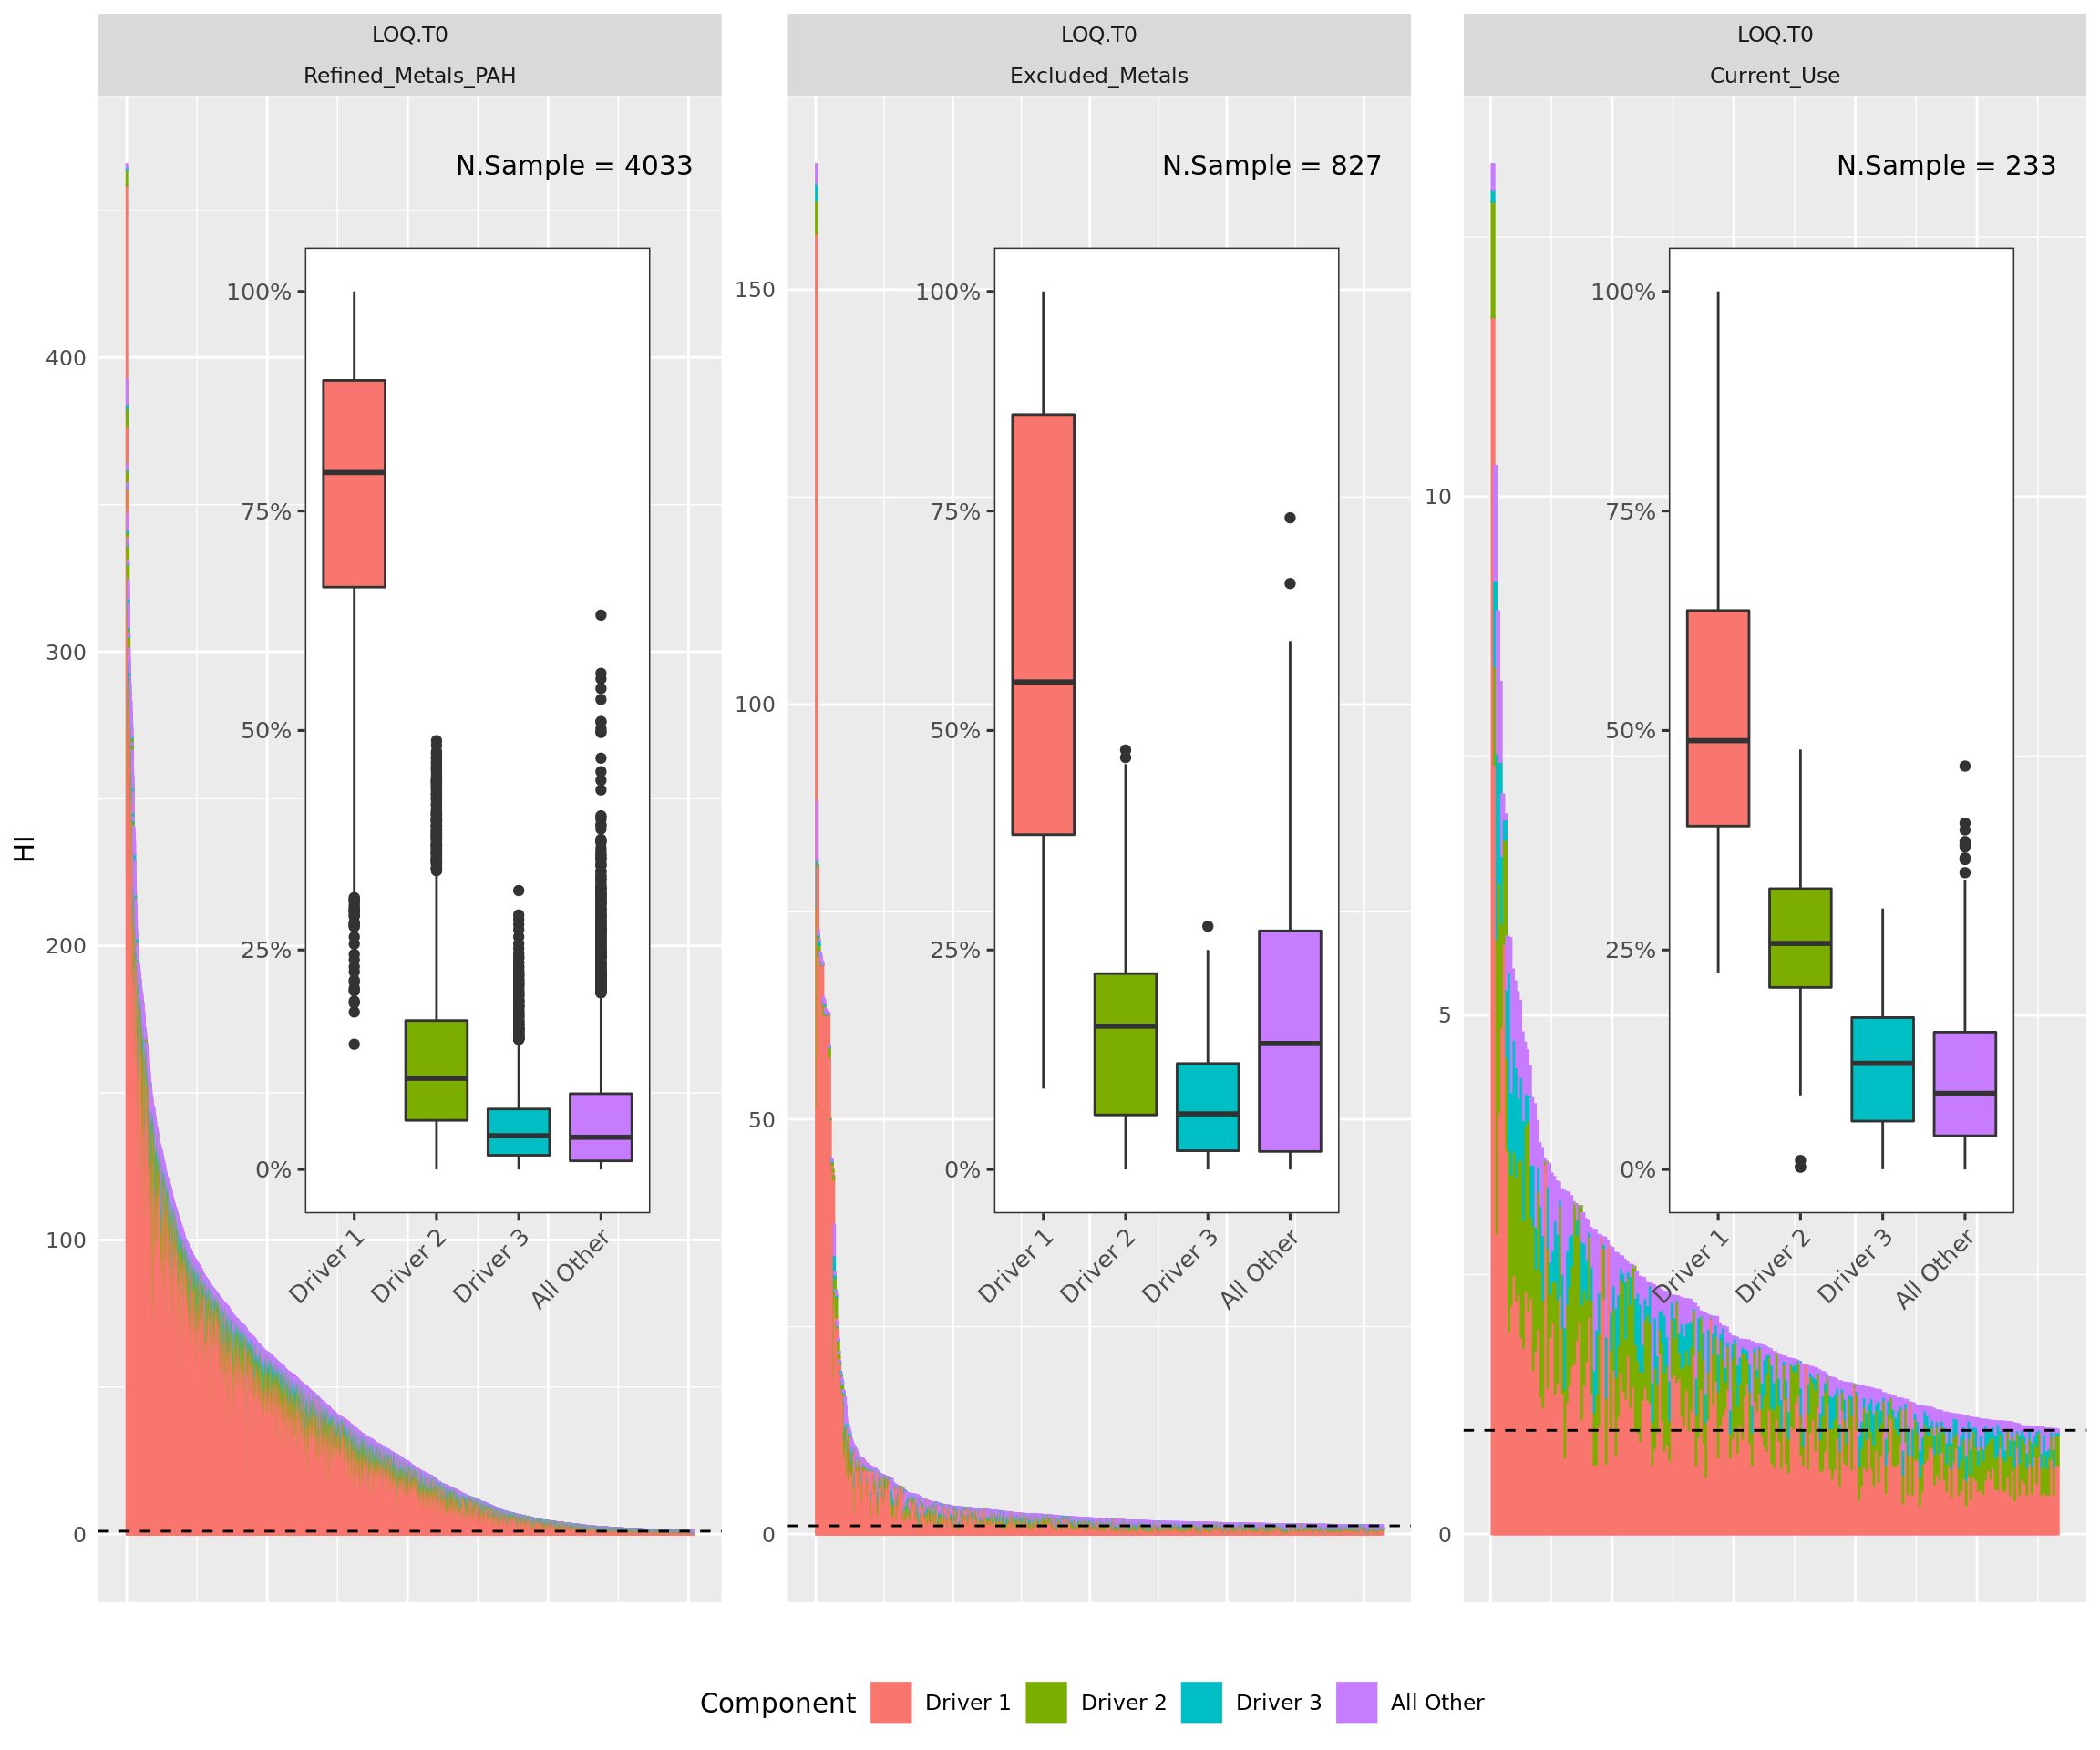 LOQ.T0
Refined_Metals_PAH
N.Sample = 4033
HI
400
300
200
100
0
100%
75%
50%
25%
0%
Driver 1
Driver 2
Driver 3
All Other
LOQ.T0
Excluded_Metals
N.Sample = 827
150
100
50
0
100%
75%
50%
25%
0%
Driver 1
Driver 2
Driver 3
All Other
LOQ.T0
Current_Use
N.Sample = 233
10
5
0
100%
75%
50%
25%
0%
Driver 1
Driver 2
Driver 3
All Other
Component Driver 1 Driver 2 Driver 3 All Other